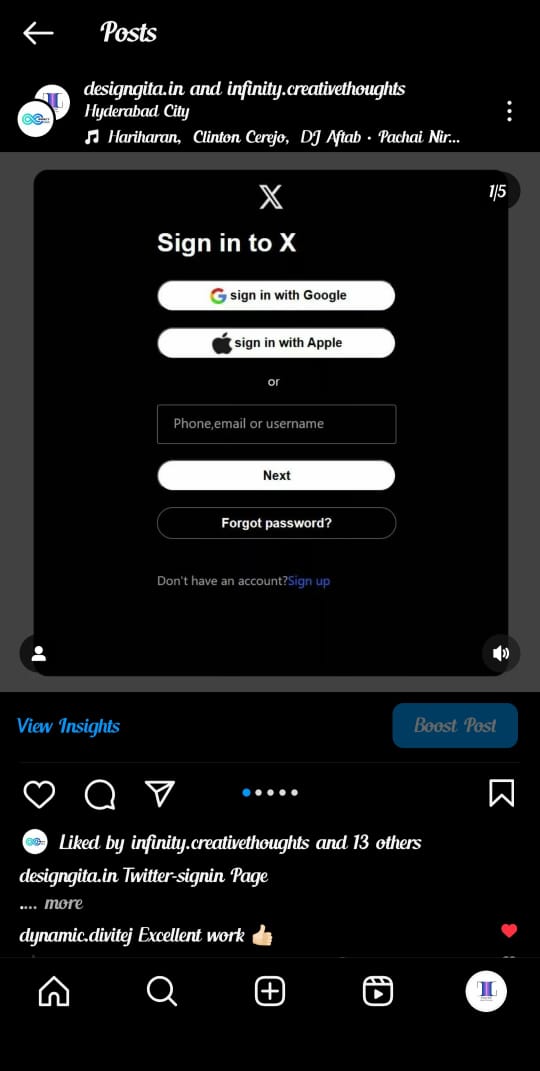 Posts
designgita.in and infinity.creativethoughts
Hyderabad City
Hariharan, Clinton Cerejo, DJ Aftab • Pachai Nir...
1/5
X
Sign in to X
sign in with Google
sign in with Apple
or
Phone,email or username
Next
Forgot password?
Don't have an account?Sign up
View Insights
Boost Post
Liked by infinity.creativethoughts and 13 others
designgita.in Twitter-signin Page
.... more
dynamic.divitej Excellent work 👍🏻